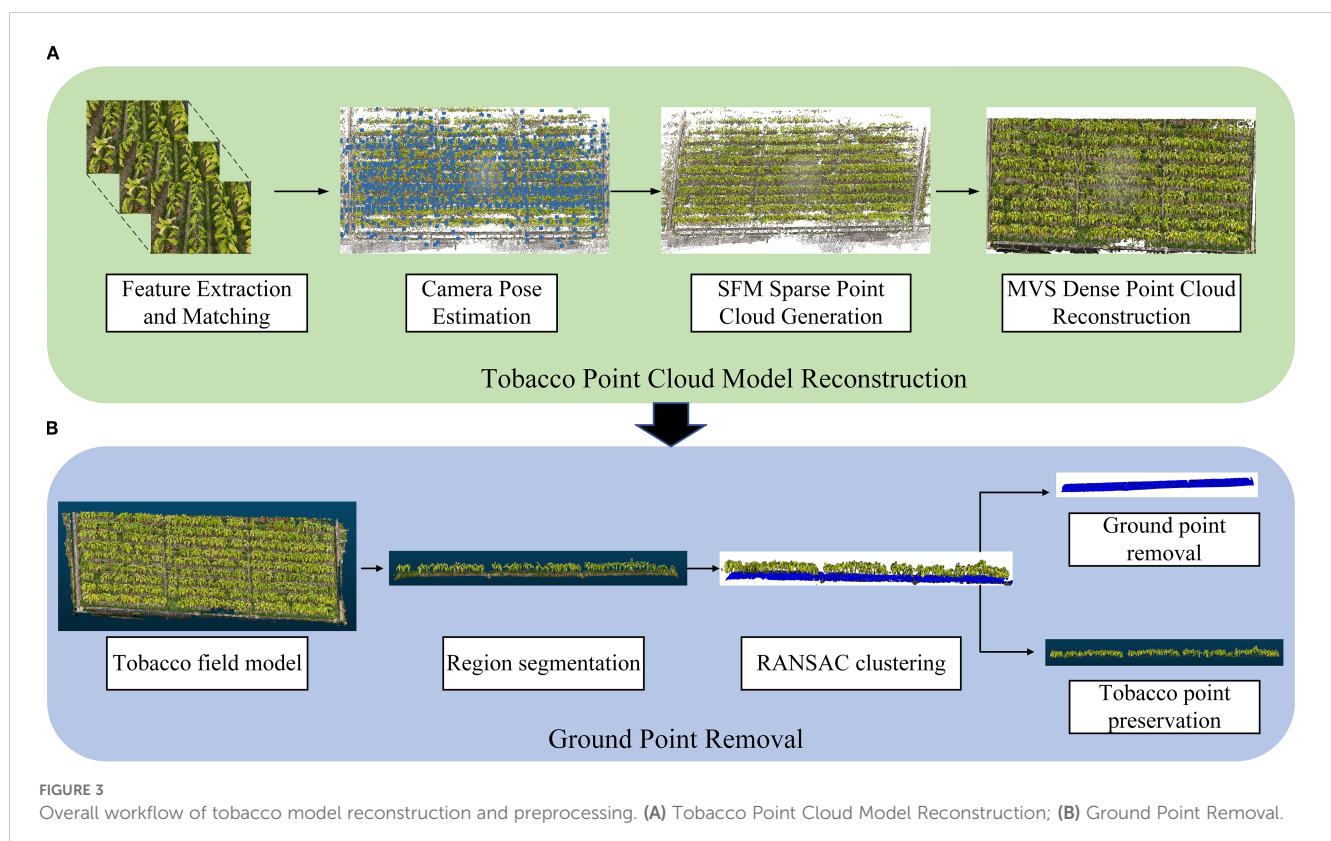 A
Feature Extraction
and Matching
Camera Pose
Estimation
SFM Sparse Point
Cloud Generation
MVS Dense Point Cloud
Reconstruction
Tobacco Point Cloud Model Reconstruction
B
Tobacco field model
Region segmentation
RANSAC clustering
Ground point
removal
Tobacco point
preservation
Ground Point Removal
FIGURE 3
Overall workflow of tobacco model reconstruction and preprocessing. (A) Tobacco Point Cloud Model Reconstruction; (B) Ground Point Removal.